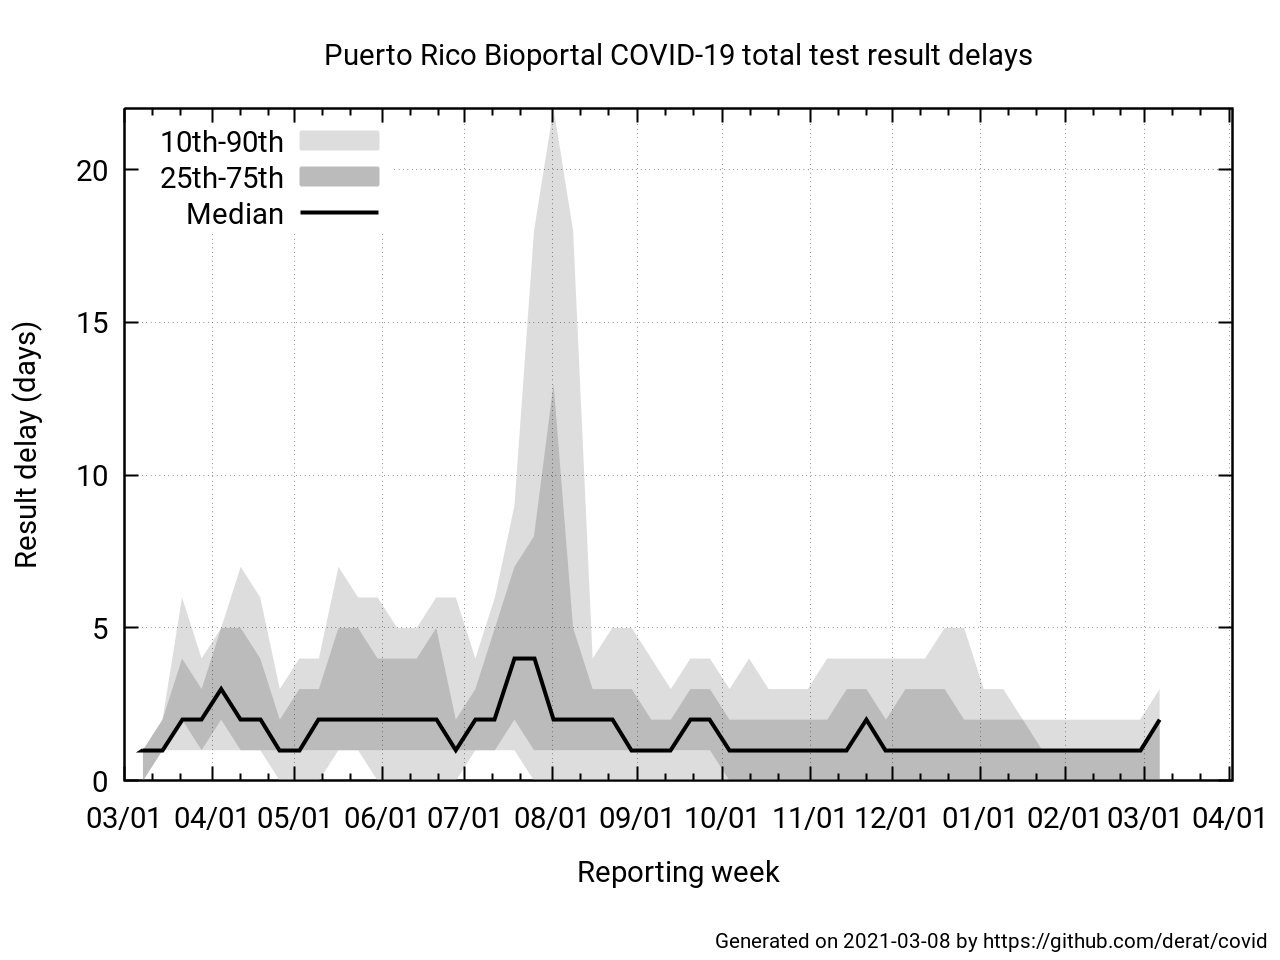 Puerto Rico Bioportal COVID-19 total test result delays
10th-90th
25th-75th
Median
20
15
10
5
0
Result delay (days)
03/01 04/01 05/01 06/01 07/01 08/01 09/01 10/01 11/01 12/01 01/01 02/01 03/01 04/01
Reporting week
Generated on 2021-03-08 by https://github.com/derat/covid